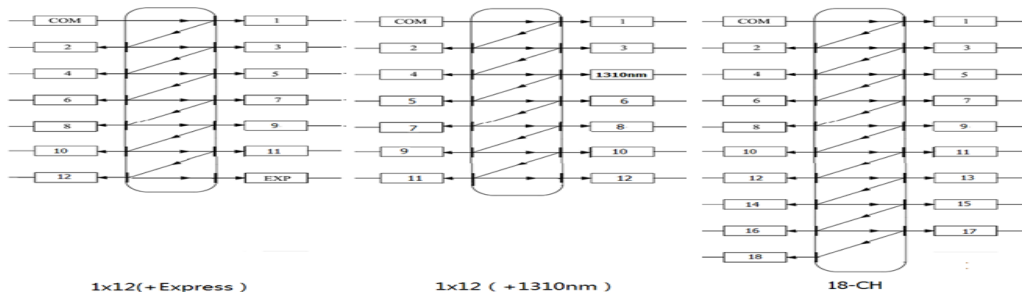 COM 1 COM 1 COM 1
2 3 2 3 2 3
4 5 4 1310nm 4 5
6 7 5 6 6 7
8 9 7 8 8 9
10 11 9 10 10 11
12 EXP 11 12 12 13
14 15
16 17
18
1x12(+Express) 1x12 (+1310nm) 18-CH